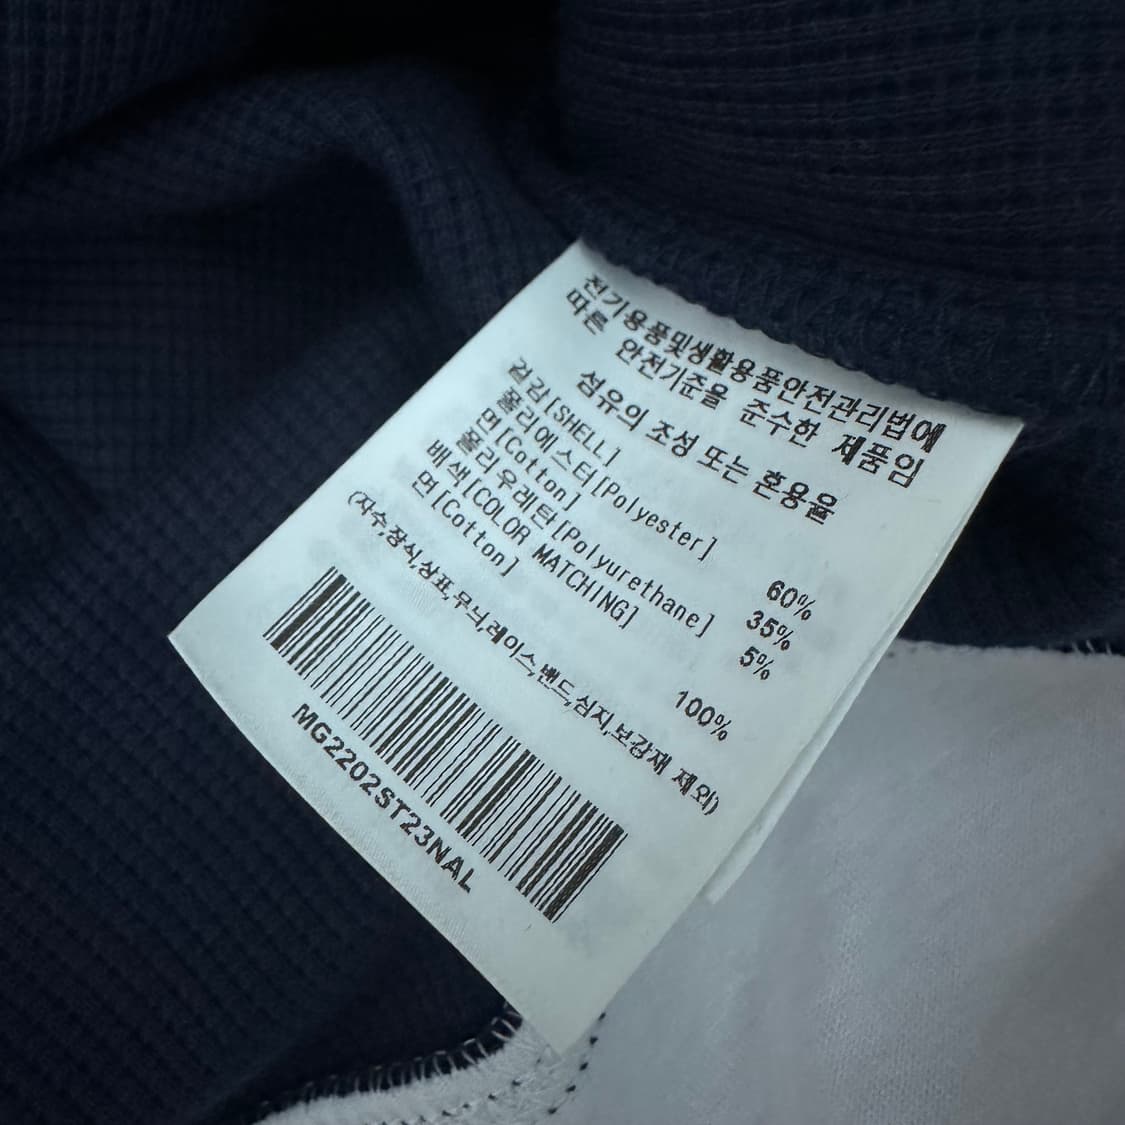 전기용품및생활용품안전관리법에
따른 안전기준을 준수한 제품임
섬유의 조성 또는 혼용율
겉감[SHELL]
폴리에스터[Polyester] 60%
면[Cotton] 35%
폴리우레탄[Polyurethane] 5%
배색[COLOR MATCHING]
면[Cotton] 100%
(자수,장식,상표,무늬,레이스,밴드,심지,보강재 제외)
MG2202ST23NAL